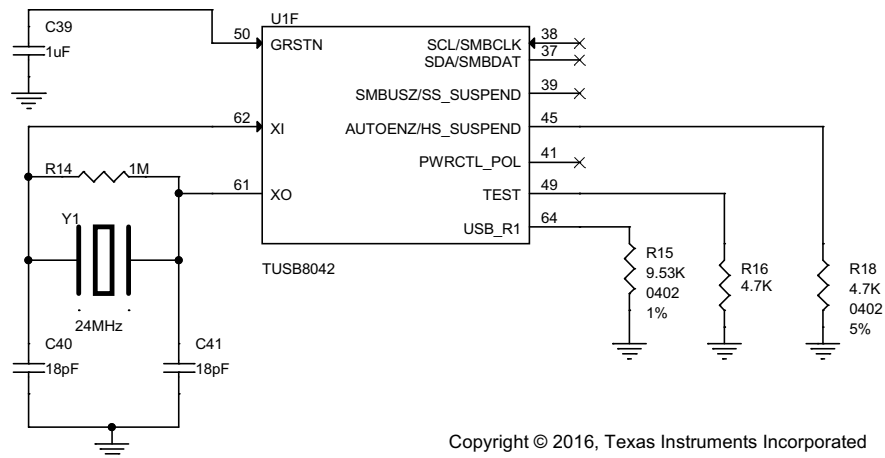 U1F
C39
1uF
50
GRSTN
SCL/SMBCLK
38
SDA/SMBDAT
37
SMBUSZ/SS_SUSPEND
39
62
XI
AUTOENZ/HS_SUSPEND
45
R14
1M
PWRCTL_POL
41
61
XO
TEST
49
Y1
USB_R1
64
TUSB8042
R15
9.53K
0402
1%
R16
4.7K
R18
4.7K
0402
5%
24MHz
C40
18pF
C41
18pF
Copyright © 2016, Texas Instruments Incorporated